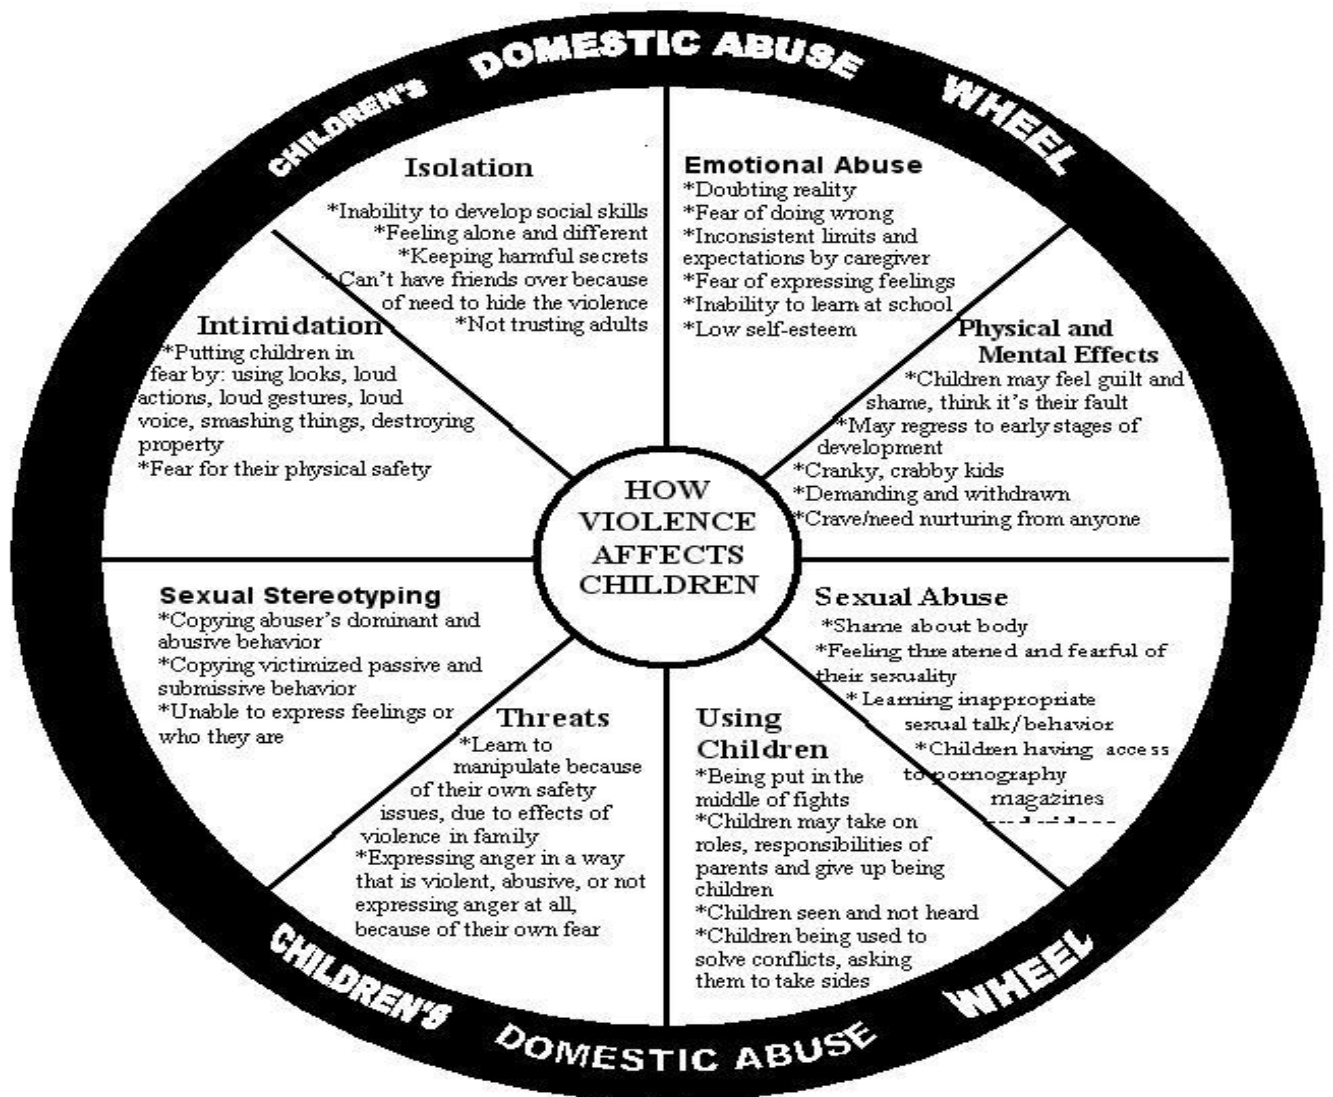 CHILDREN'S DOMESTIC ABUSE WHEEL
Isolation
*Inability to develop social skills
*Feeling alone and different
*Keeping harmful secrets
*Can't have friends over because
of need to hide the violence
*Not trusting adults
Emotional Abuse
*Doubting reality
*Fear of doing wrong
*Inconsistent limits and
expectations by caregiver
*Fear of expressing feelings
*Inability to learn at school
*Low self-esteem
Physical and
Mental Effects
*Children may feel guilt and
shame, think it's their fault
*May regress to early stages of
development
*Cranky, crabby kids
*Demanding and withdrawn
*Crave/need nurturing from anyone
Sexual Abuse
*Shame about body
*Feeling threatened and fearful of
their sexuality
*Learning inappropriate
sexual talk/behavior
*Children having access
to pornography
magazines
Using
Children
*Being put in the
middle of fights
*Children may take on
roles, responsibilities of
parents and give up being
children
*Children seen and not heard
*Children being used to
solve conflicts, asking
them to take sides
Threats
*Learn to
manipulate because
of their own safety
issues, due to effects of
violence in family
*Expressing anger in a way
that is violent, abusive, or not
expressing anger at all,
because of their own fear
Sexual Stereotyping
*Copying abuser's dominant and
abusive behavior
*Copying victimized passive and
submissive behavior
*Unable to express feelings or
who they are
Intimidation
*Putting children in
fear by: using looks, loud
actions, loud gestures, loud
voice, smashing things, destroying
property
*Fear for their physical safety
HOW
VIOLENCE
AFFECTS
CHILDREN
CHILDREN'S DOMESTIC ABUSE WHEEL